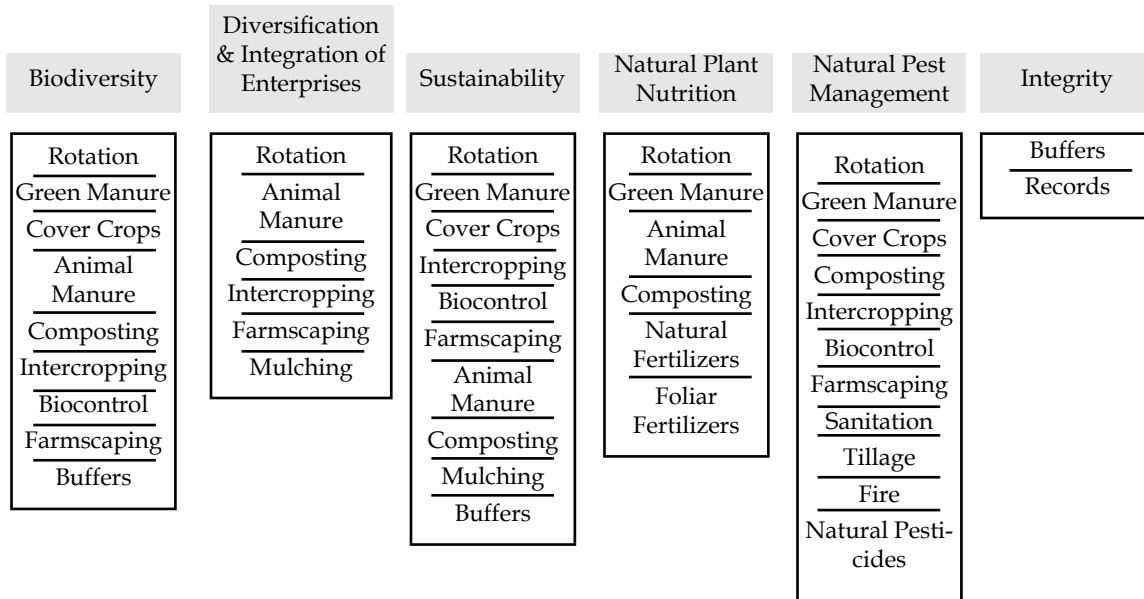 Biodiversity
Rotation
Green Manure
Cover Crops
Animal
Manure
Composting
Intercropping
Biocontrol
Farmscaping
Buffers
Diversification
& Integration of
Enterprises
Rotation
Animal
Manure
Composting
Intercropping
Farmscaping
Mulching
Sustainability
Rotation
Green Manure
Cover Crops
Intercropping
Biocontrol
Farmscaping
Animal
Manure
Composting
Mulching
Buffers
Natural Plant
Nutrition
Rotation
Green Manure
Animal
Manure
Composting
Natural
Fertilizers
Foliar
Fertilizers
Natural Pest
Management
Rotation
Green Manure
Cover Crops
Composting
Intercropping
Biocontrol
Farmscaping
Sanitation
Tillage
Fire
Natural Pesti-
cides
Integrity
Buffers
Records